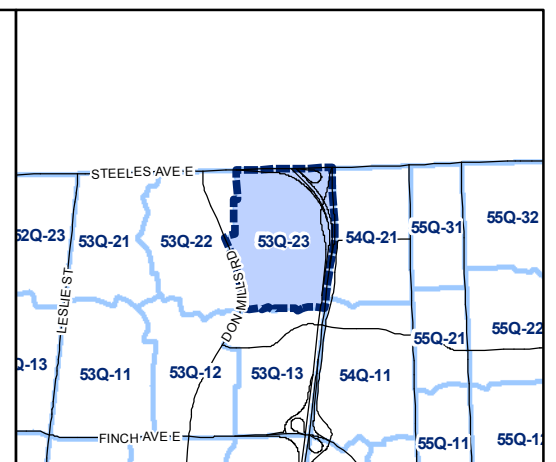 STEELES AVE E
52Q-23
53Q-21
53Q-22
53Q-23
54Q-21
55Q-31
55Q-32
LESLIE ST
DON MILLS RD
Q-13
53Q-11
53Q-12
53Q-13
54Q-11
55Q-21
55Q-22
FINCH AVE E
55Q-11
55Q-1